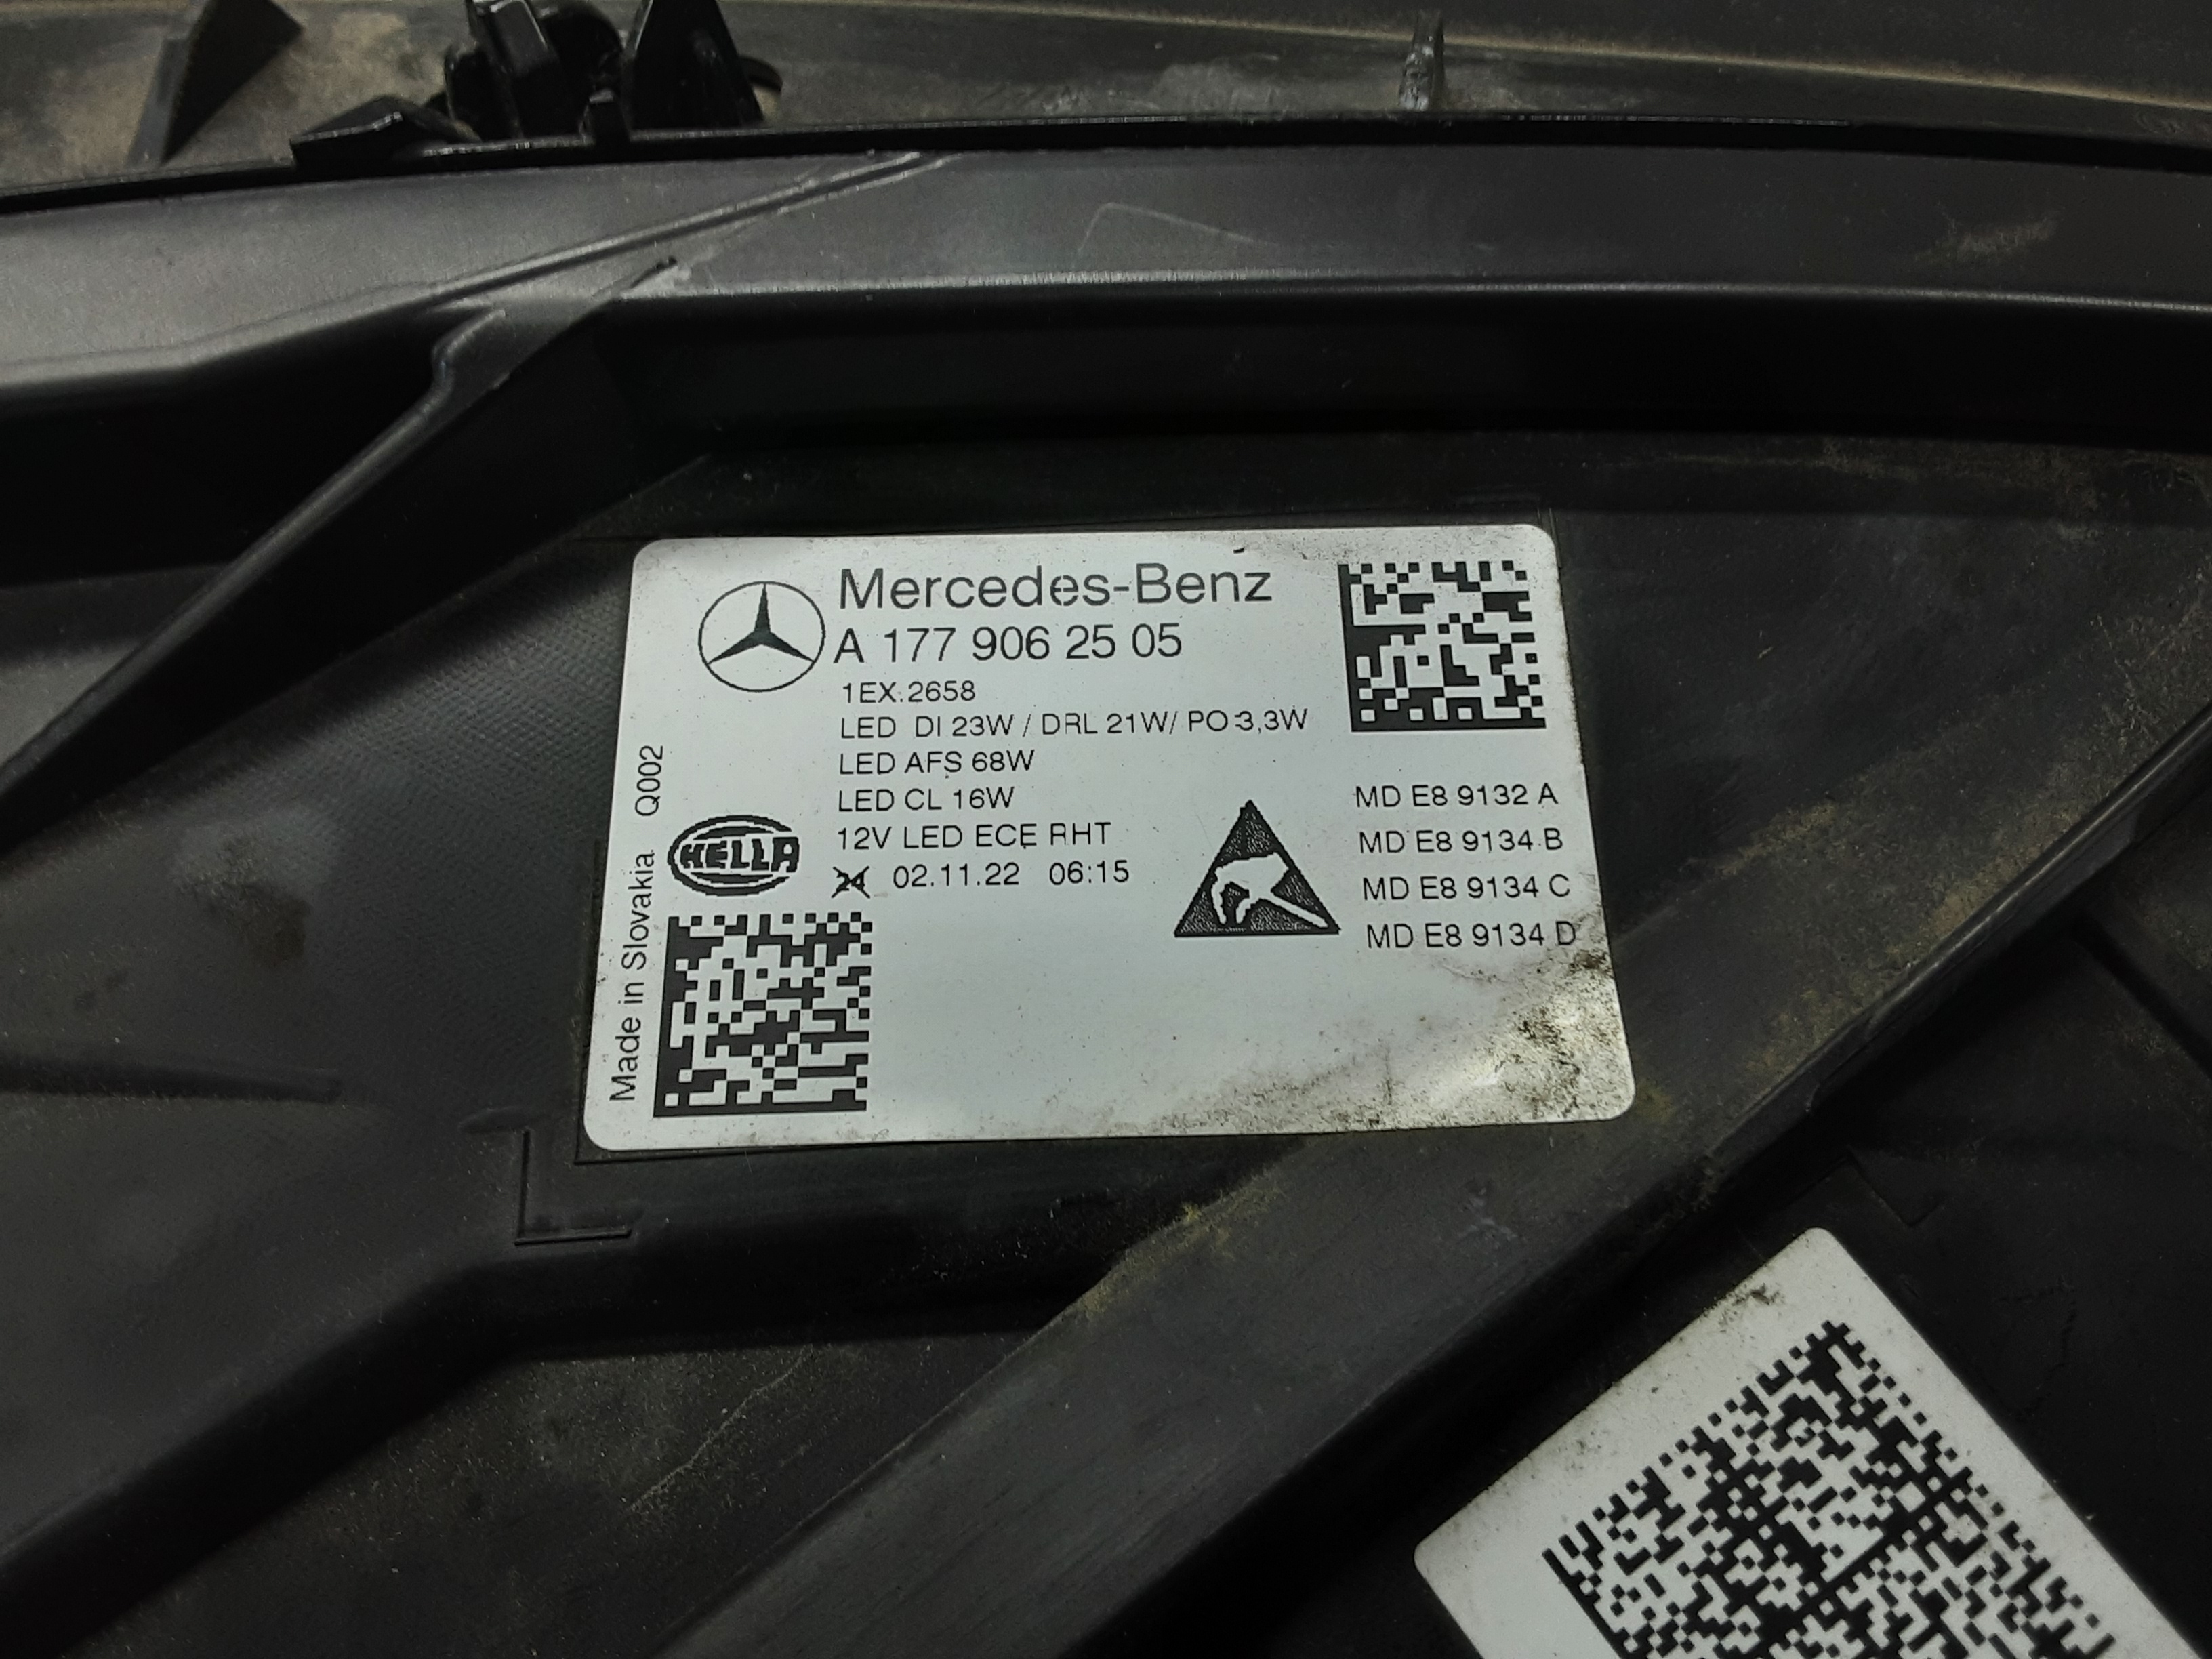 Mercedes-Benz
A 177 906 25 05
1EX.2658
LED DI 23W / DRL 21W/ PO 3,3W
LED AFS 68W
LED CL 16W
12V LED ECE RHT
24 02.11.22 06:15
HELLA
Made in Slovakia Q002
MD E8 9132 A
MD E8 9134 B
MD E8 9134 C
MD E8 9134 D